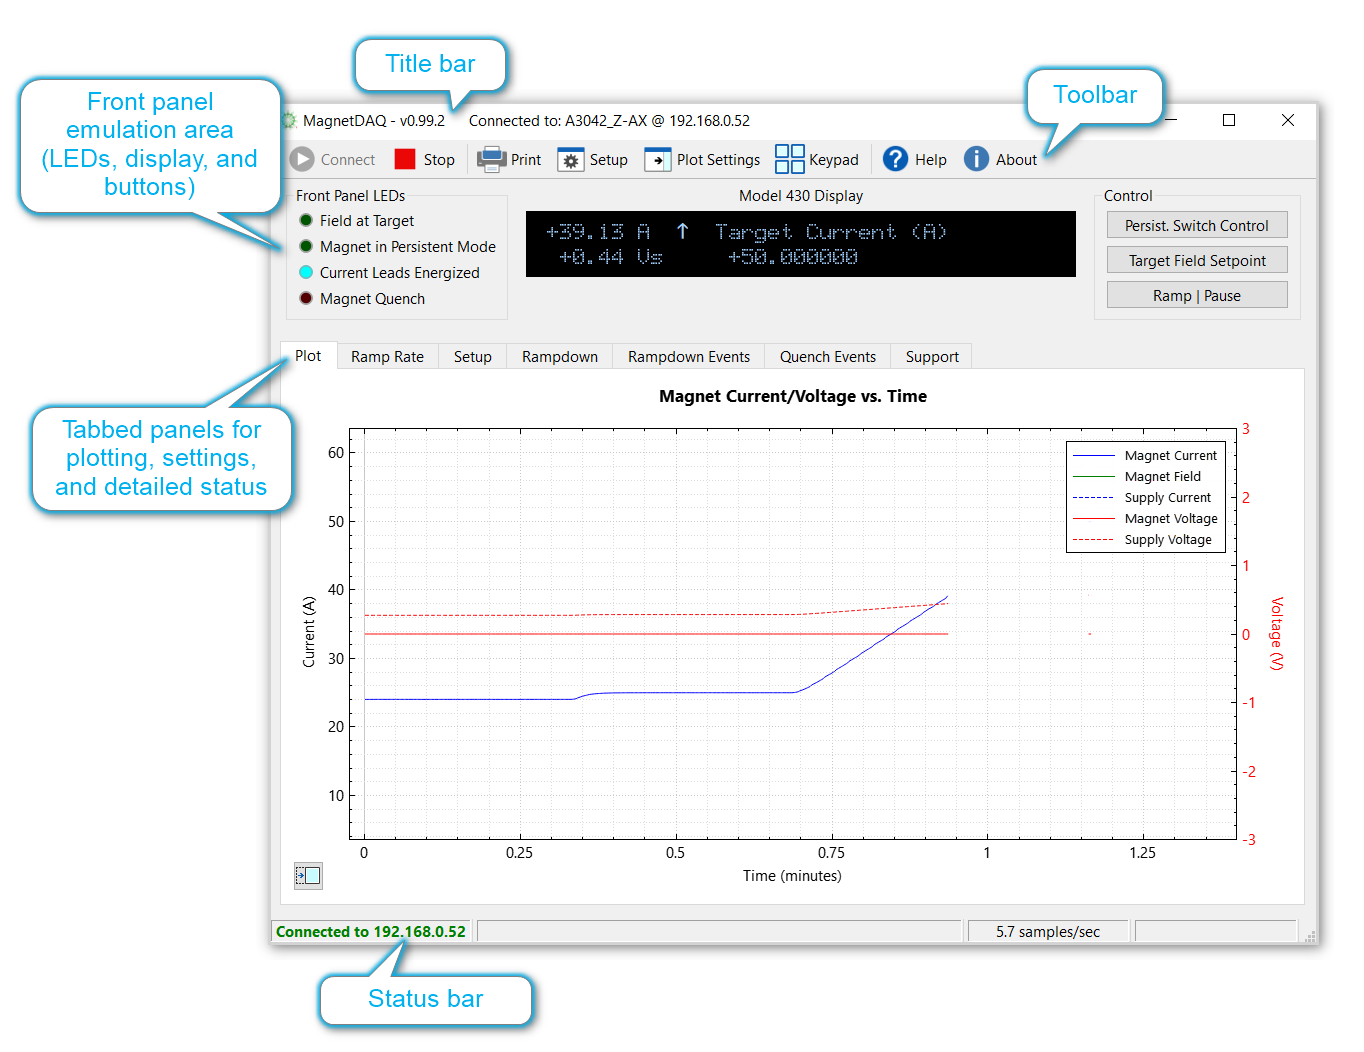 Title bar
Front panel
emulation area
(LEDs, display, and
buttons)
Toolbar
MagnetDAQ - v0.99.2 Connected to: A3042_Z-AX @ 192.168.0.52
Connect Stop Print Setup Plot Settings Keypad Help About
Front Panel LEDs
Field at Target
Magnet in Persistent Mode
Current Leads Energized
Magnet Quench
Model 430 Display
+39.13 A ↑ Target Current (A)
+0.44 Vs +50.000000
Control
Persist. Switch Control
Target Field Setpoint
Ramp | Pause
Plot Ramp Rate Setup Rampdown Rampdown Events Quench Events Support
Tabbed panels for
plotting, settings,
and detailed status
Magnet Current/Voltage vs. Time
Magnet Current
Magnet Field
Supply Current
Magnet Voltage
Supply Voltage
Current (A)
60
50
40
30
20
10
3
2
1
0
-1
-2
-3
Voltage (V)
0 0.25 0.5 0.75 1 1.25
Time (minutes)
Connected to 192.168.0.52
5.7 samples/sec
Status bar